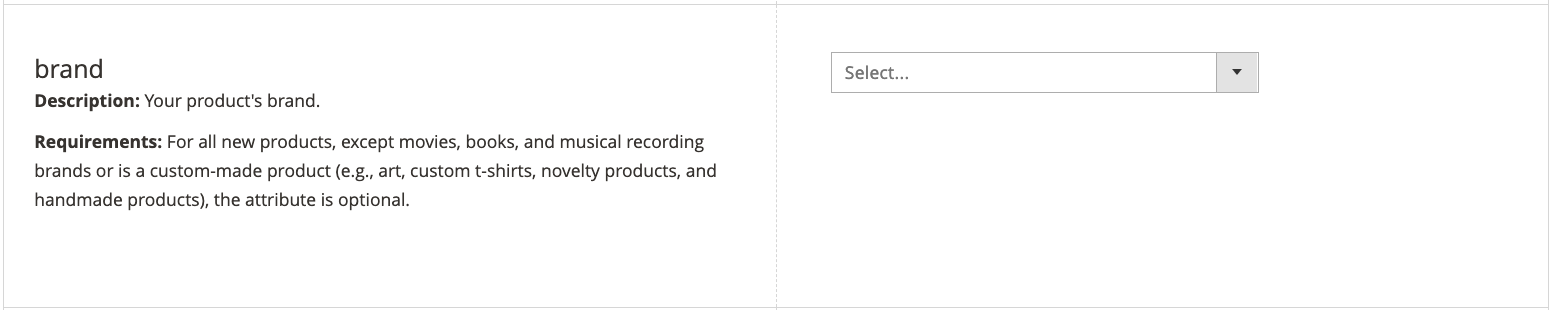 brand
Select...
Description: Your product's brand.
Requirements: For all new products, except movies, books, and musical recording
brands or is a custom-made product (e.g., art, custom t-shirts, novelty products, and
handmade products), the attribute is optional.